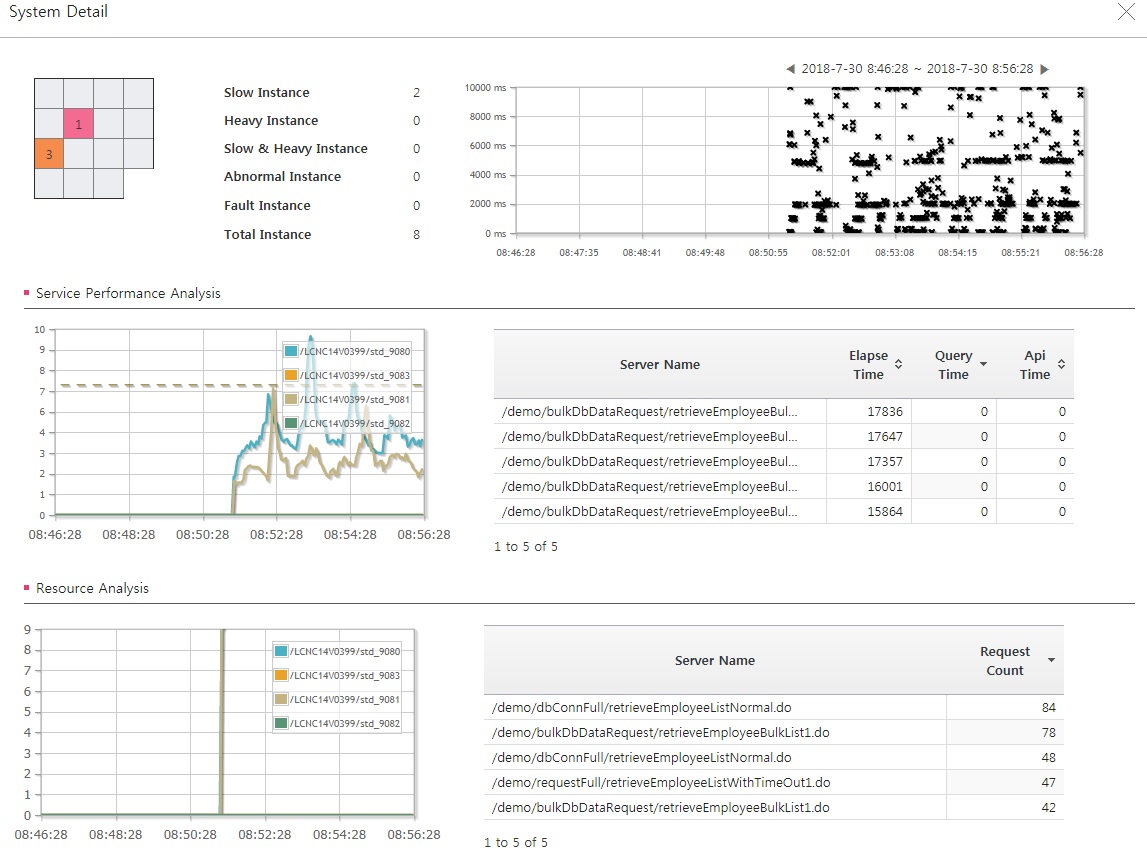 System Detail
◀ 2018-7-30 8:46:28 ~ 2018-7-30 8:56:28 ▶
1
3
Slow Instance 2
Heavy Instance 0
Slow & Heavy Instance 0
Abnormal Instance 0
Fault Instance 0
Total Instance 8
10000 ms
8000 ms
6000 ms
4000 ms
2000 ms
0 ms
08:46:28 08:47:35 08:48:41 08:49:48 08:50:55 08:52:01 08:53:08 08:54:15 08:55:21 08:56:28
Service Performance Analysis
10
9
8
7
6
5
4
3
2
1
0
/LCNC14V0399/std_9080
/LCNC14V0399/std_9083
/LCNC14V0399/std_9081
/LCNC14V0399/std_9082
08:46:28 08:48:28 08:50:28 08:52:28 08:54:28 08:56:28
Server Name Elapse Time Query Time Api Time
/demo/bulkDbDataRequest/retrieveEmployeeBul... 17836 0 0
/demo/bulkDbDataRequest/retrieveEmployeeBul... 17647 0 0
/demo/bulkDbDataRequest/retrieveEmployeeBul... 17357 0 0
/demo/bulkDbDataRequest/retrieveEmployeeBul... 16001 0 0
/demo/bulkDbDataRequest/retrieveEmployeeBul... 15864 0 0
1 to 5 of 5
Resource Analysis
9
8
7
6
5
4
3
2
1
0
/LCNC14V0399/std_9080
/LCNC14V0399/std_9083
/LCNC14V0399/std_9081
/LCNC14V0399/std_9082
08:46:28 08:48:28 08:50:28 08:52:28 08:54:28 08:56:28
Server Name Request Count
/demo/dbConnFull/retrieveEmployeeListNormal.do 84
/demo/bulkDbDataRequest/retrieveEmployeeBulkList1.do 78
/demo/dbConnFull/retrieveEmployeeListNormal.do 48
/demo/requestFull/retrieveEmployeeListWithTimeOut1.do 47
/demo/bulkDbDataRequest/retrieveEmployeeBulkList1.do 42
1 to 5 of 5